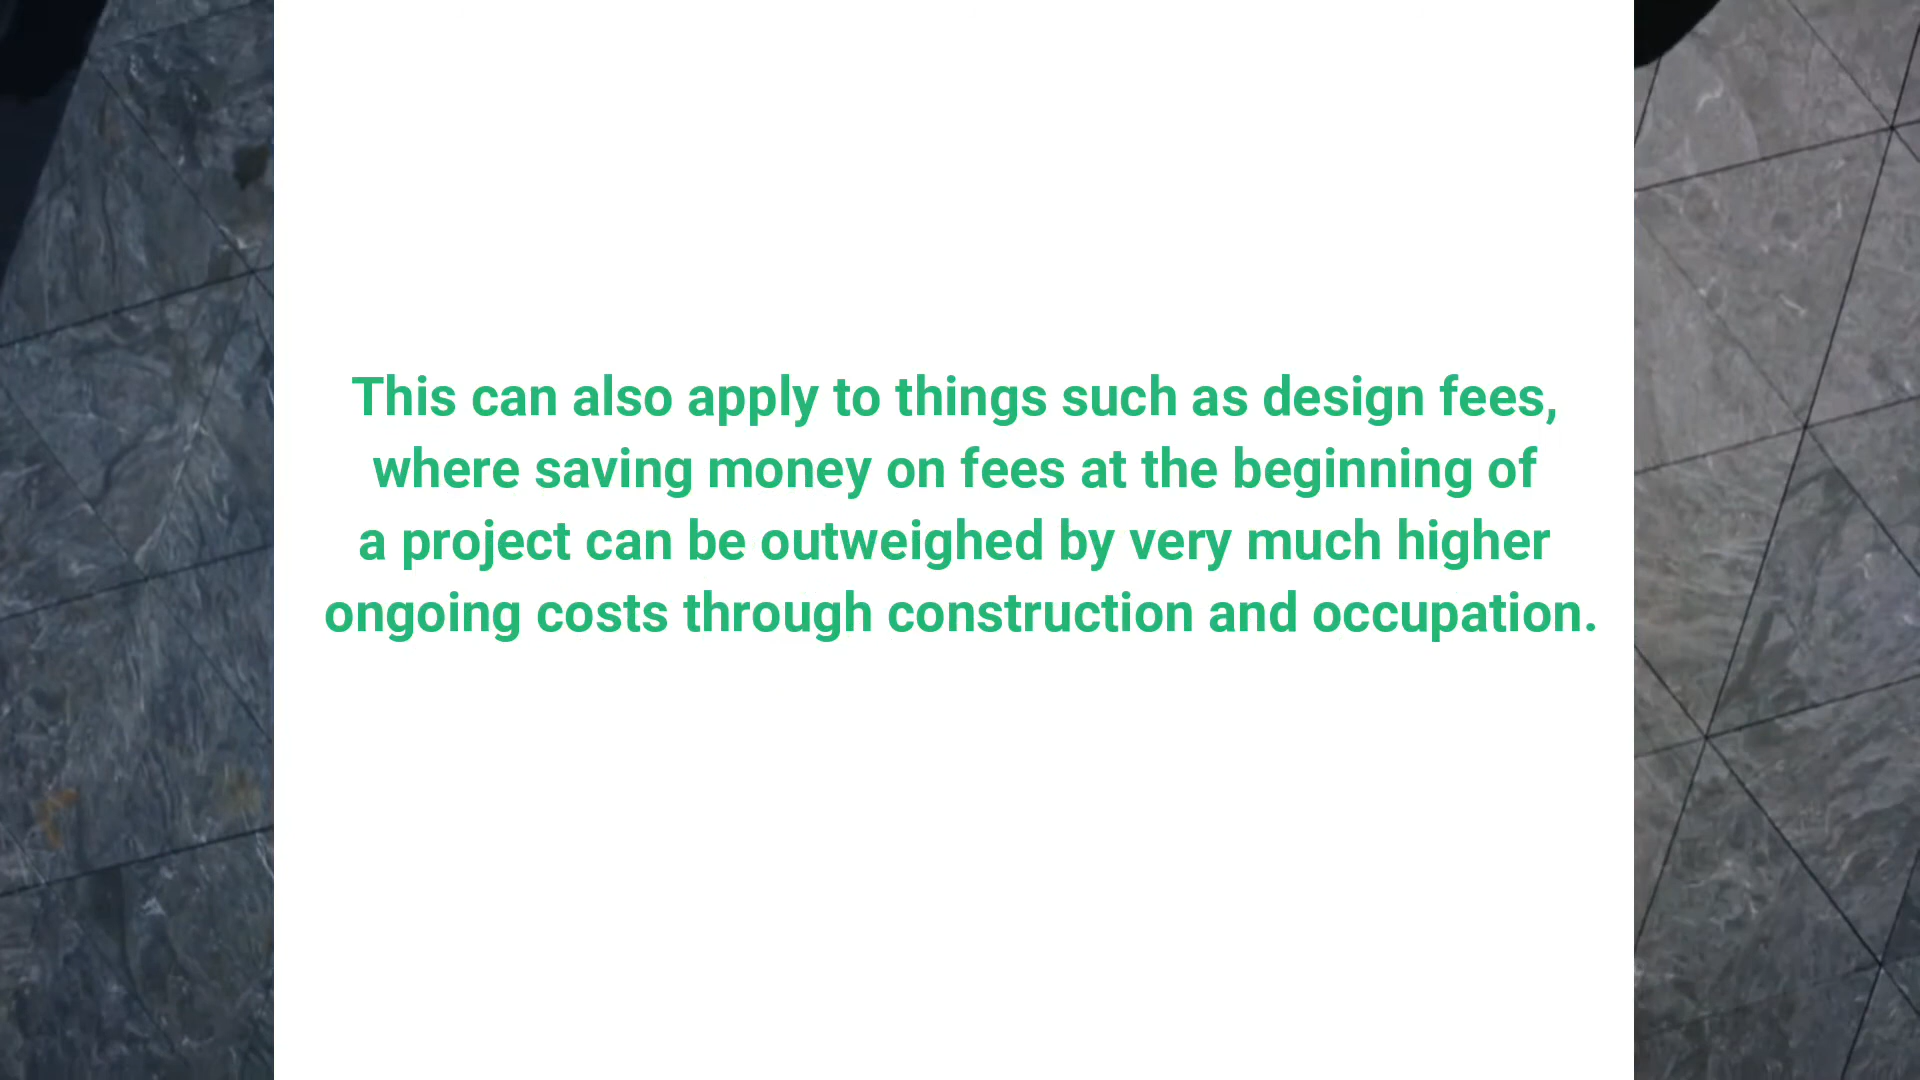 This can also apply to things such as design fees,
where saving money on fees at the beginning of
a project can be outweighed by very much higher
ongoing costs through construction and occupation.